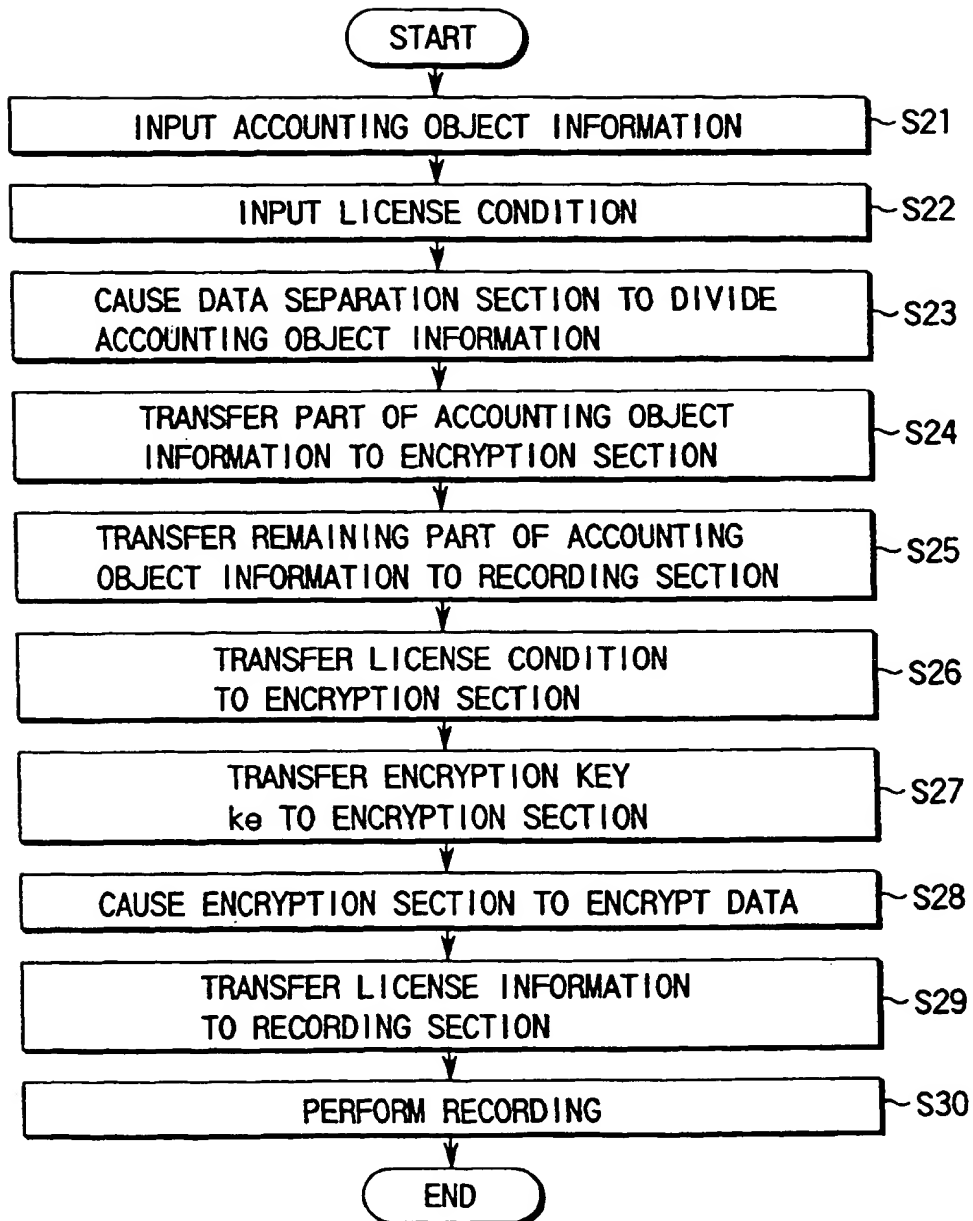 START
INPUT ACCOUNTING OBJECT INFORMATION
S21
INPUT LICENSE CONDITION
S22
CAUSE DATA SEPARATION SECTION TO DIVIDE
ACCOUNTING OBJECT INFORMATION
S23
TRANSFER PART OF ACCOUNTING OBJECT
INFORMATION TO ENCRYPTION SECTION
S24
TRANSFER REMAINING PART OF ACCOUNTING
OBJECT INFORMATION TO RECORDING SECTION
S25
TRANSFER LICENSE CONDITION
TO ENCRYPTION SECTION
S26
TRANSFER ENCRYPTION KEY
ke TO ENCRYPTION SECTION
S27
CAUSE ENCRYPTION SECTION TO ENCRYPT DATA
S28
TRANSFER LICENSE INFORMATION
TO RECORDING SECTION
S29
PERFORM RECORDING
S30
END